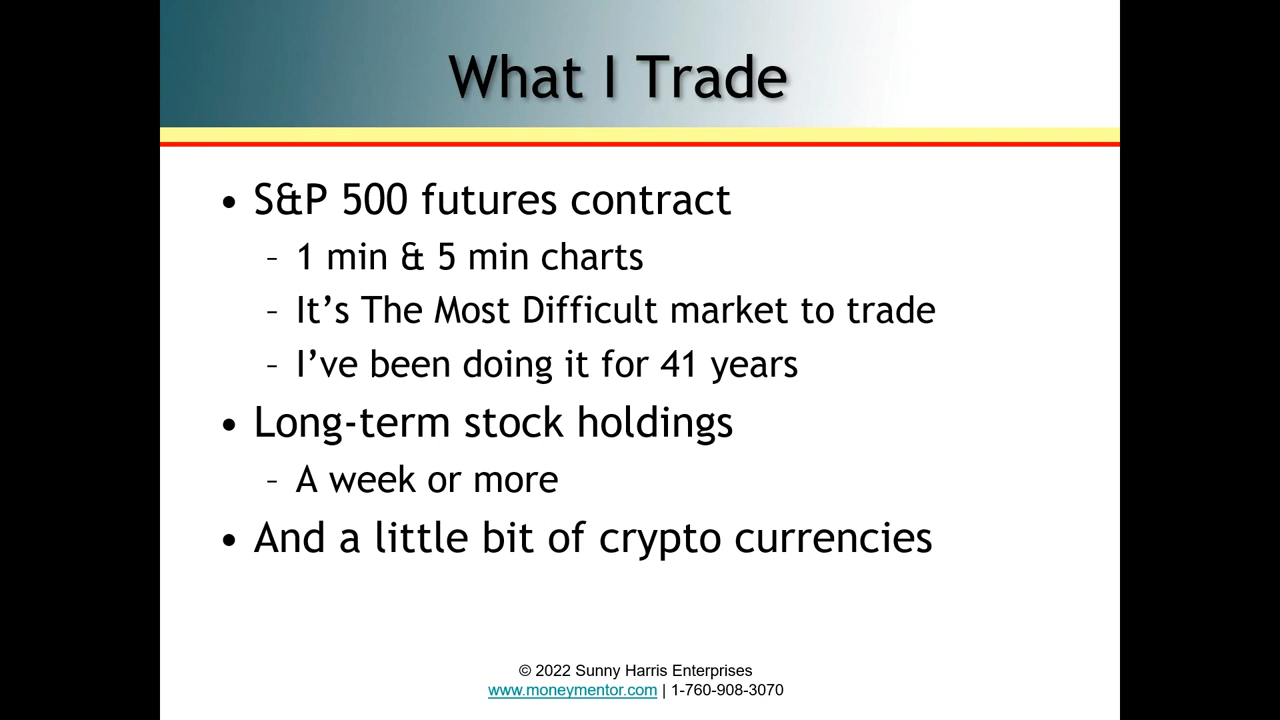 What I Trade
• S&P 500 futures contract
– 1 min & 5 min charts
– It’s The Most Difficult market to trade
– I’ve been doing it for 41 years
• Long-term stock holdings
– A week or more
• And a little bit of crypto currencies
© 2022 Sunny Harris Enterprises
www.moneymentor.com | 1-760-908-3070